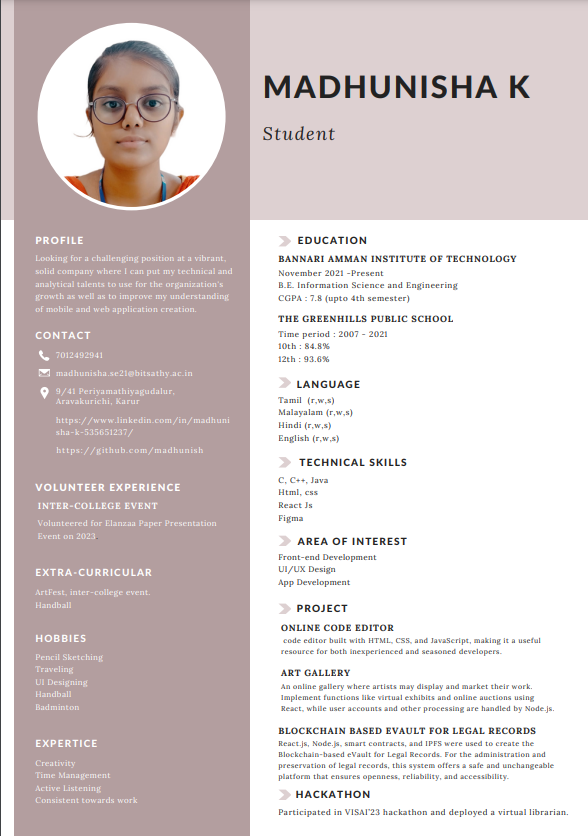 MADHUNISHA K
Student
PROFILE
Looking for a challenging position at a vibrant,
solid company where I can put my technical and
analytical talents to use for the organization's
growth as well as to improve my understanding
of mobile and web application creation.
CONTACT
7012492941
madhunisha.se21@bitsathy.ac.in
9/41 Periyamathiyagudalur,
Aravakurichi, Karur
https://www.linkedin.com/in/madhuni
sha-k-535651237/
https://github.com/madhunish
VOLUNTEER EXPERIENCE
INTER-COLLEGE EVENT
Volunteered for Elanzaa Paper Presentation
Event on 2023.
EXTRA-CURRICULAR
ArtFest, inter-college event.
Handball
HOBBIES
Pencil Sketching
Traveling
UI Designing
Handball
Badminton
EXPERTICE
Creativity
Time Management
Active Listening
Consistent towards work
EDUCATION
BANNARI AMMAN INSTITUTE OF TECHNOLOGY
November 2021 -Present
B.E. Information Science and Engineering
CGPA : 7.8 (upto 4th semester)
THE GREENHILLS PUBLIC SCHOOL
Time period : 2007 - 2021
10th : 84.8%
12th : 93.6%
LANGUAGE
Tamil (r,w,s)
Malayalam (r,w,s)
Hindi (r,w,s)
English (r,w,s)
TECHNICAL SKILLS
C, C++, Java
Html, css
React Js
Figma
AREA OF INTEREST
Front-end Development
UI/UX Design
App Development
PROJECT
ONLINE CODE EDITOR
code editor built with HTML, CSS, and JavaScript, making it a useful
resource for both inexperienced and seasoned developers.
ART GALLERY
An online gallery where artists may display and market their work.
Implement functions like virtual exhibits and online auctions using
React, while user accounts and other processing are handled by Node.js.
BLOCKCHAIN BASED EVAULT FOR LEGAL RECORDS
React.js, Node.js, smart contracts, and IPFS were used to create the
Blockchain-based eVault for Legal Records. For the administration and
preservation of legal records, this system offers a safe and unchangeable
platform that ensures openness, reliability, and accessibility.
HACKATHON
Participated in VISAI'23 hackathon and deployed a virtual librarian.